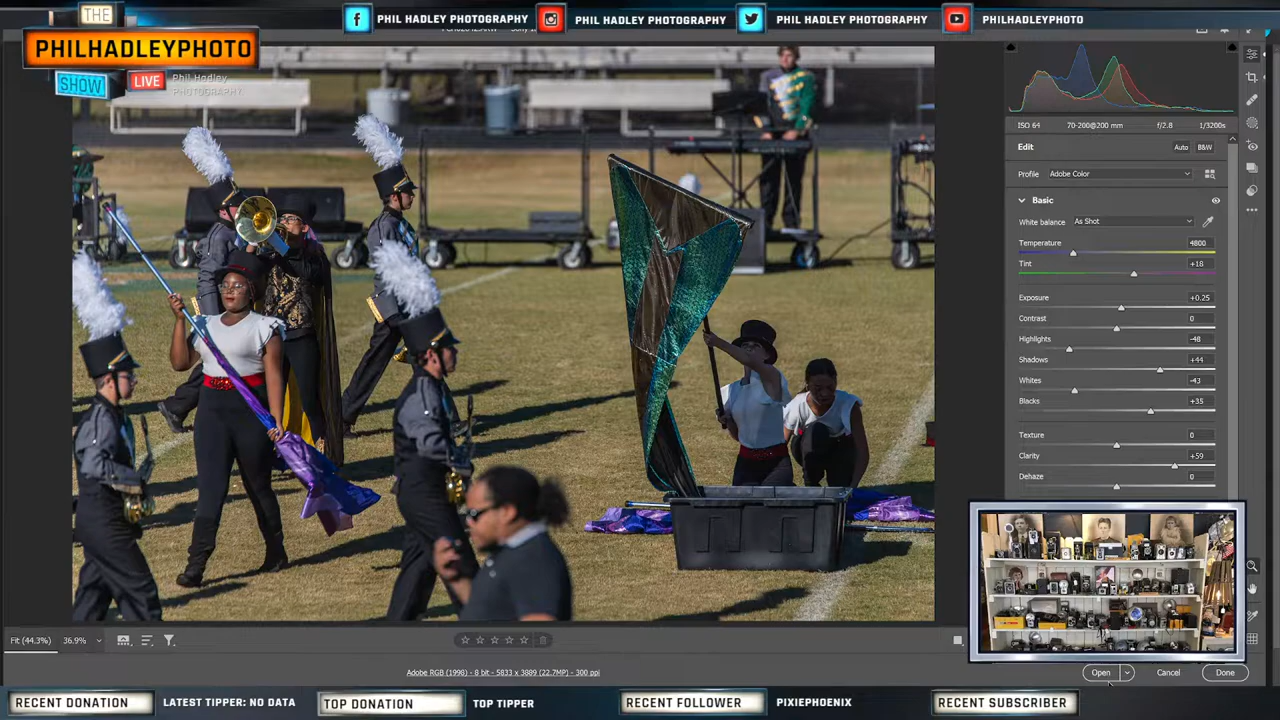 THE
PHILHADLEYPHOTO
SHOW
LIVE
Phil Hadley
PHOTOGRAPHY
PHIL HADLEY PHOTOGRAPHY
PHIL HADLEY PHOTOGRAPHY
PHIL HADLEY PHOTOGRAPHY
PHILHADLEYPHOTO
ISO 64 70-200@200 mm f/2.8 1/3200s
Edit Auto B&W
Profile Adobe Color
Basic
White balance As Shot
Temperature 4800
Tint +18
Exposure +0.25
Contrast 0
Highlights -48
Shadows +44
Whites -43
Blacks +35
Texture 0
Clarity +59
Dehaze 0
Fit (44.3%) 36.9%
Adobe RGB (1998) - 8 bit - 5833 x 3889 (22.7MP) - 300 ppi
Open Cancel Done
RECENT DONATION LATEST TIPPER: NO DATA TOP DONATION TOP TIPPER RECENT FOLLOWER PIXIEPHOENIX RECENT SUBSCRIBER